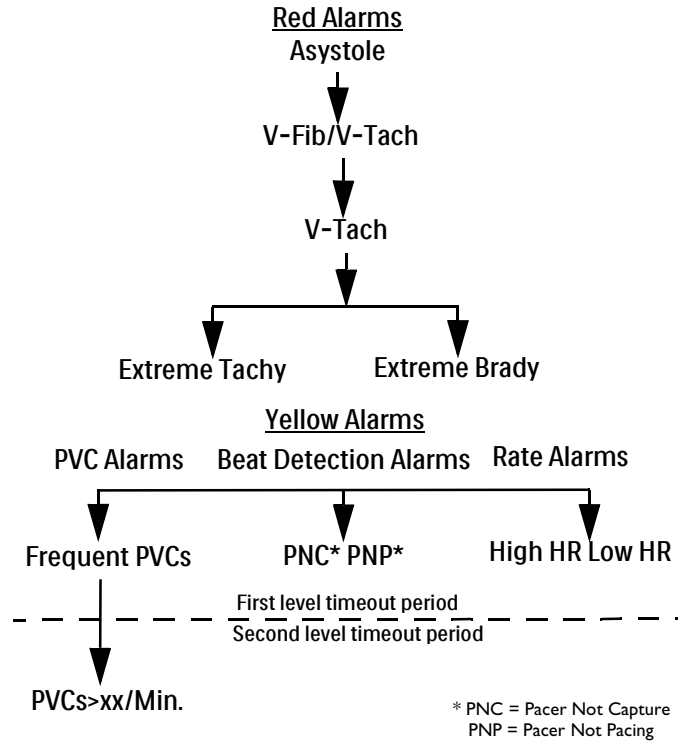 Red Alarms
Asystole
V-Fib/V-Tach
V-Tach
Extreme Tachy Extreme Brady
Yellow Alarms
PVC Alarms Beat Detection Alarms Rate Alarms
Frequent PVCs PNC* PNP* High HR Low HR
First level timeout period
Second level timeout period
PVCs>xx/Min.
* PNC = Pacer Not Capture
PNP = Pacer Not Pacing